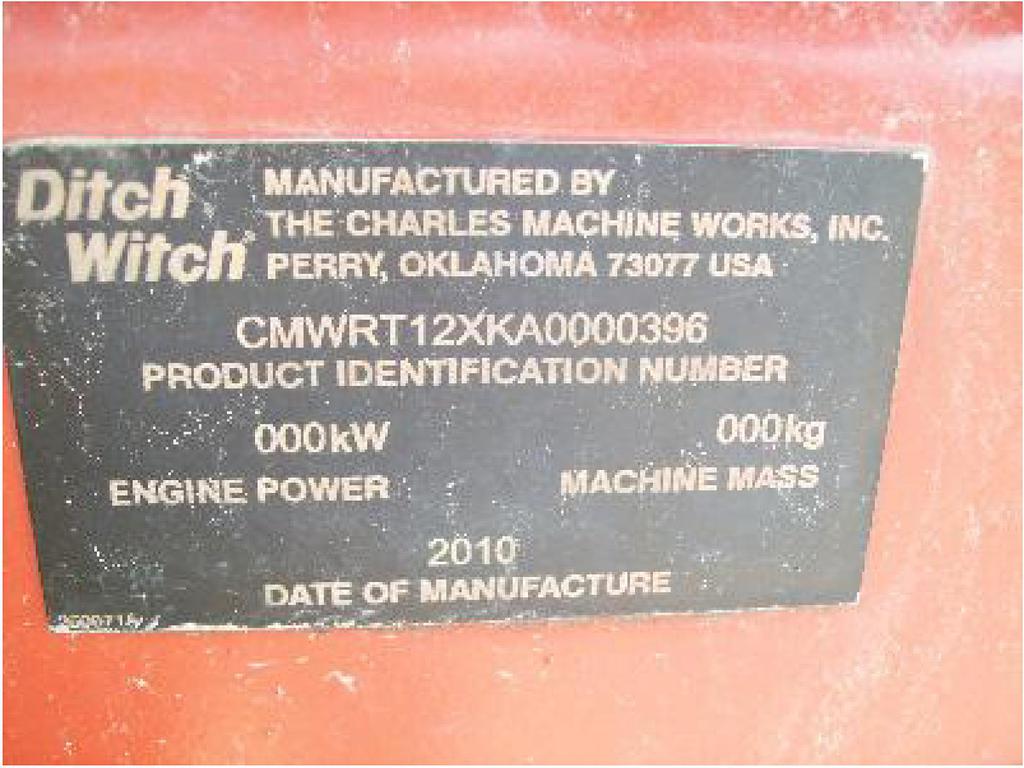 Ditch Witch®
MANUFACTURED BY
THE CHARLES MACHINE WORKS, INC.
PERRY, OKLAHOMA 73077 USA
CMWRT12XKA0000396
PRODUCT IDENTIFICATION NUMBER
000kW 000kg
ENGINE POWER MACHINE MASS
2010
DATE OF MANUFACTURE